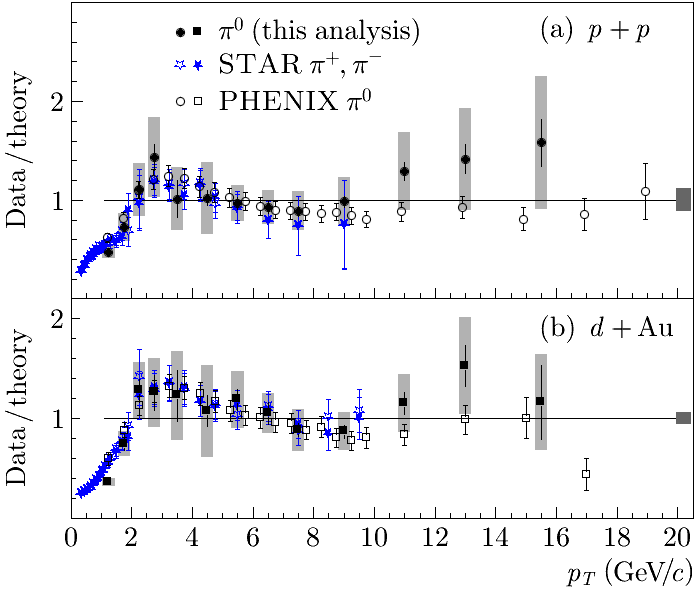 π⁰ (this analysis)
STAR π⁺, π⁻
PHENIX π⁰
(a) p + p
Data / theory
2
1
(b) d + Au
Data / theory
2
1
0 2 4 6 8 10 12 14 16 18 20
p_T (GeV/c)